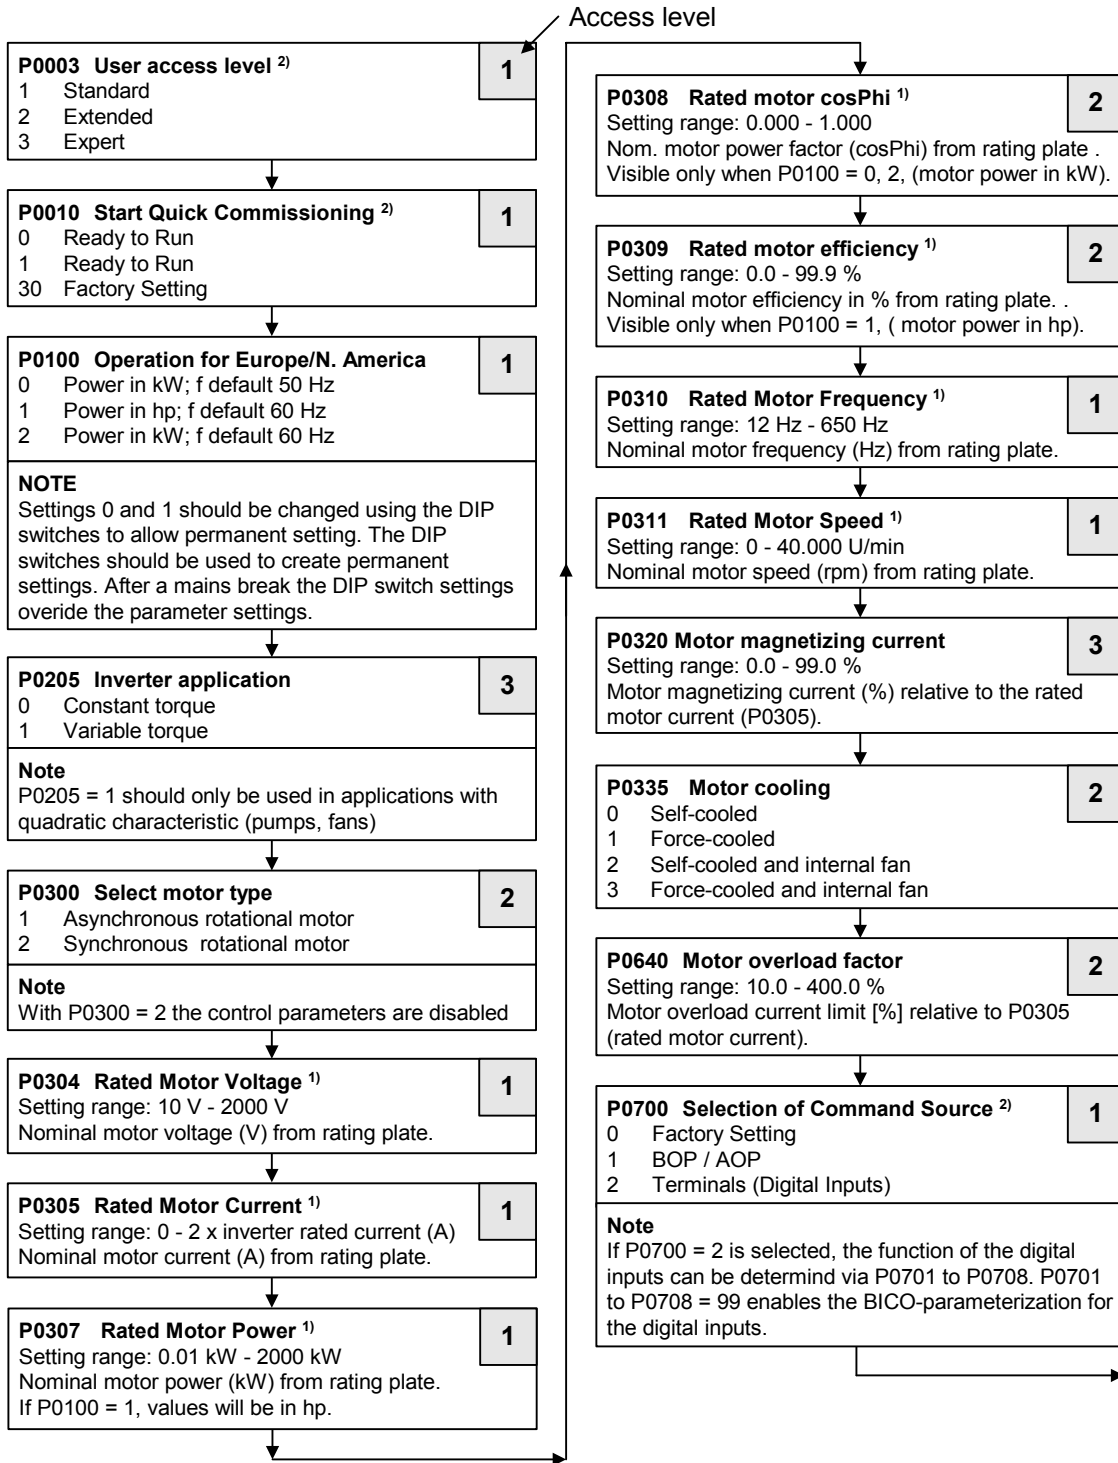 Access level
P0003 User access level 2)
1
1 Standard
2 Extended
3 Expert
P0010 Start Quick Commissioning 2)
1
0 Ready to Run
1 Ready to Run
30 Factory Setting
P0100 Operation for Europe/N. America
1
0 Power in kW; f default 50 Hz
1 Power in hp; f default 60 Hz
2 Power in kW; f default 60 Hz
NOTE
Settings 0 and 1 should be changed using the DIP
switches to allow permanent setting. The DIP
switches should be used to create permanent
settings. After a mains break the DIP switch settings
overide the parameter settings.
P0205 Inverter application
3
0 Constant torque
1 Variable torque
Note
P0205 = 1 should only be used in applications with
quadratic characteristic (pumps, fans)
P0300 Select motor type
2
1 Asynchronous rotational motor
2 Synchronous rotational motor
Note
With P0300 = 2 the control parameters are disabled
P0304 Rated Motor Voltage 1)
1
Setting range: 10 V - 2000 V
Nominal motor voltage (V) from rating plate.
P0305 Rated Motor Current 1)
1
Setting range: 0 - 2 x inverter rated current (A)
Nominal motor current (A) from rating plate.
P0307 Rated Motor Power 1)
1
Setting range: 0.01 kW - 2000 kW
Nominal motor power (kW) from rating plate.
If P0100 = 1, values will be in hp.
P0308 Rated motor cosPhi 1)
2
Setting range: 0.000 - 1.000
Nom. motor power factor (cosPhi) from rating plate .
Visible only when P0100 = 0, 2, (motor power in kW).
P0309 Rated motor efficiency 1)
2
Setting range: 0.0 - 99.9 %
Nominal motor efficiency in % from rating plate. .
Visible only when P0100 = 1, ( motor power in hp).
P0310 Rated Motor Frequency 1)
1
Setting range: 12 Hz - 650 Hz
Nominal motor frequency (Hz) from rating plate.
P0311 Rated Motor Speed 1)
1
Setting range: 0 - 40.000 U/min
Nominal motor speed (rpm) from rating plate.
P0320 Motor magnetizing current
3
Setting range: 0.0 - 99.0 %
Motor magnetizing current (%) relative to the rated
motor current (P0305).
P0335 Motor cooling
2
0 Self-cooled
1 Force-cooled
2 Self-cooled and internal fan
3 Force-cooled and internal fan
P0640 Motor overload factor
2
Setting range: 10.0 - 400.0 %
Motor overload current limit [%] relative to P0305
(rated motor current).
P0700 Selection of Command Source 2)
1
0 Factory Setting
1 BOP / AOP
2 Terminals (Digital Inputs)
Note
If P0700 = 2 is selected, the function of the digital
inputs can be determind via P0701 to P0708. P0701
to P0708 = 99 enables the BICO-parameterization for
the digital inputs.